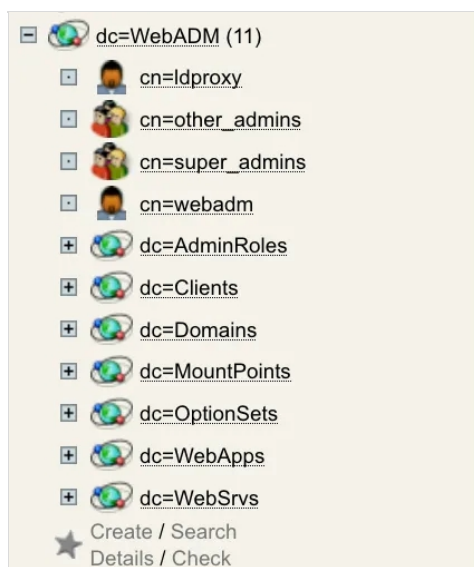 dc=WebADM (11)
cn=ldproxy
cn=other_admins
cn=super_admins
cn=webadm
dc=AdminRoles
dc=Clients
dc=Domains
dc=MountPoints
dc=OptionSets
dc=WebApps
dc=WebSrvs
Create / Search
Details / Check